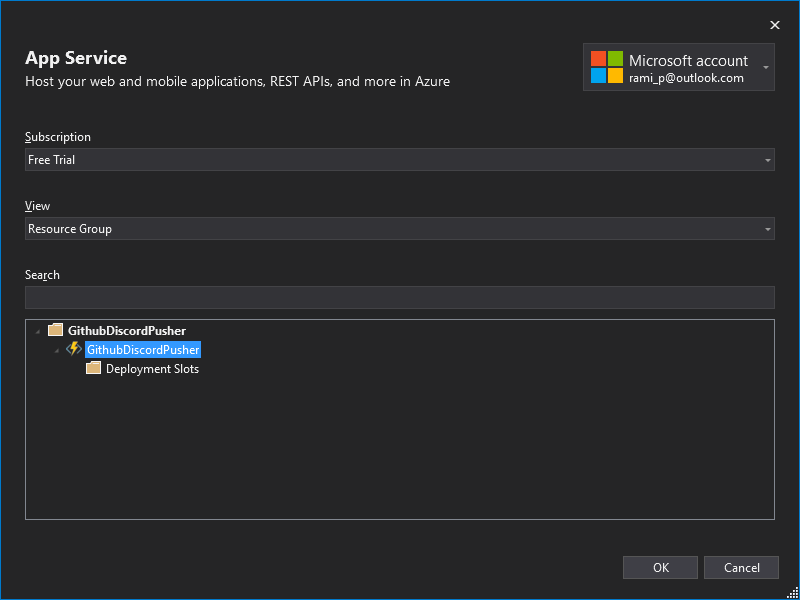 App Service
Host your web and mobile applications, REST APIs, and more in Azure
Microsoft account
rami_p@outlook.com
Subscription
Free Trial
View
Resource Group
Search
GithubDiscordPusher
GithubDiscordPusher
Deployment Slots
OK
Cancel